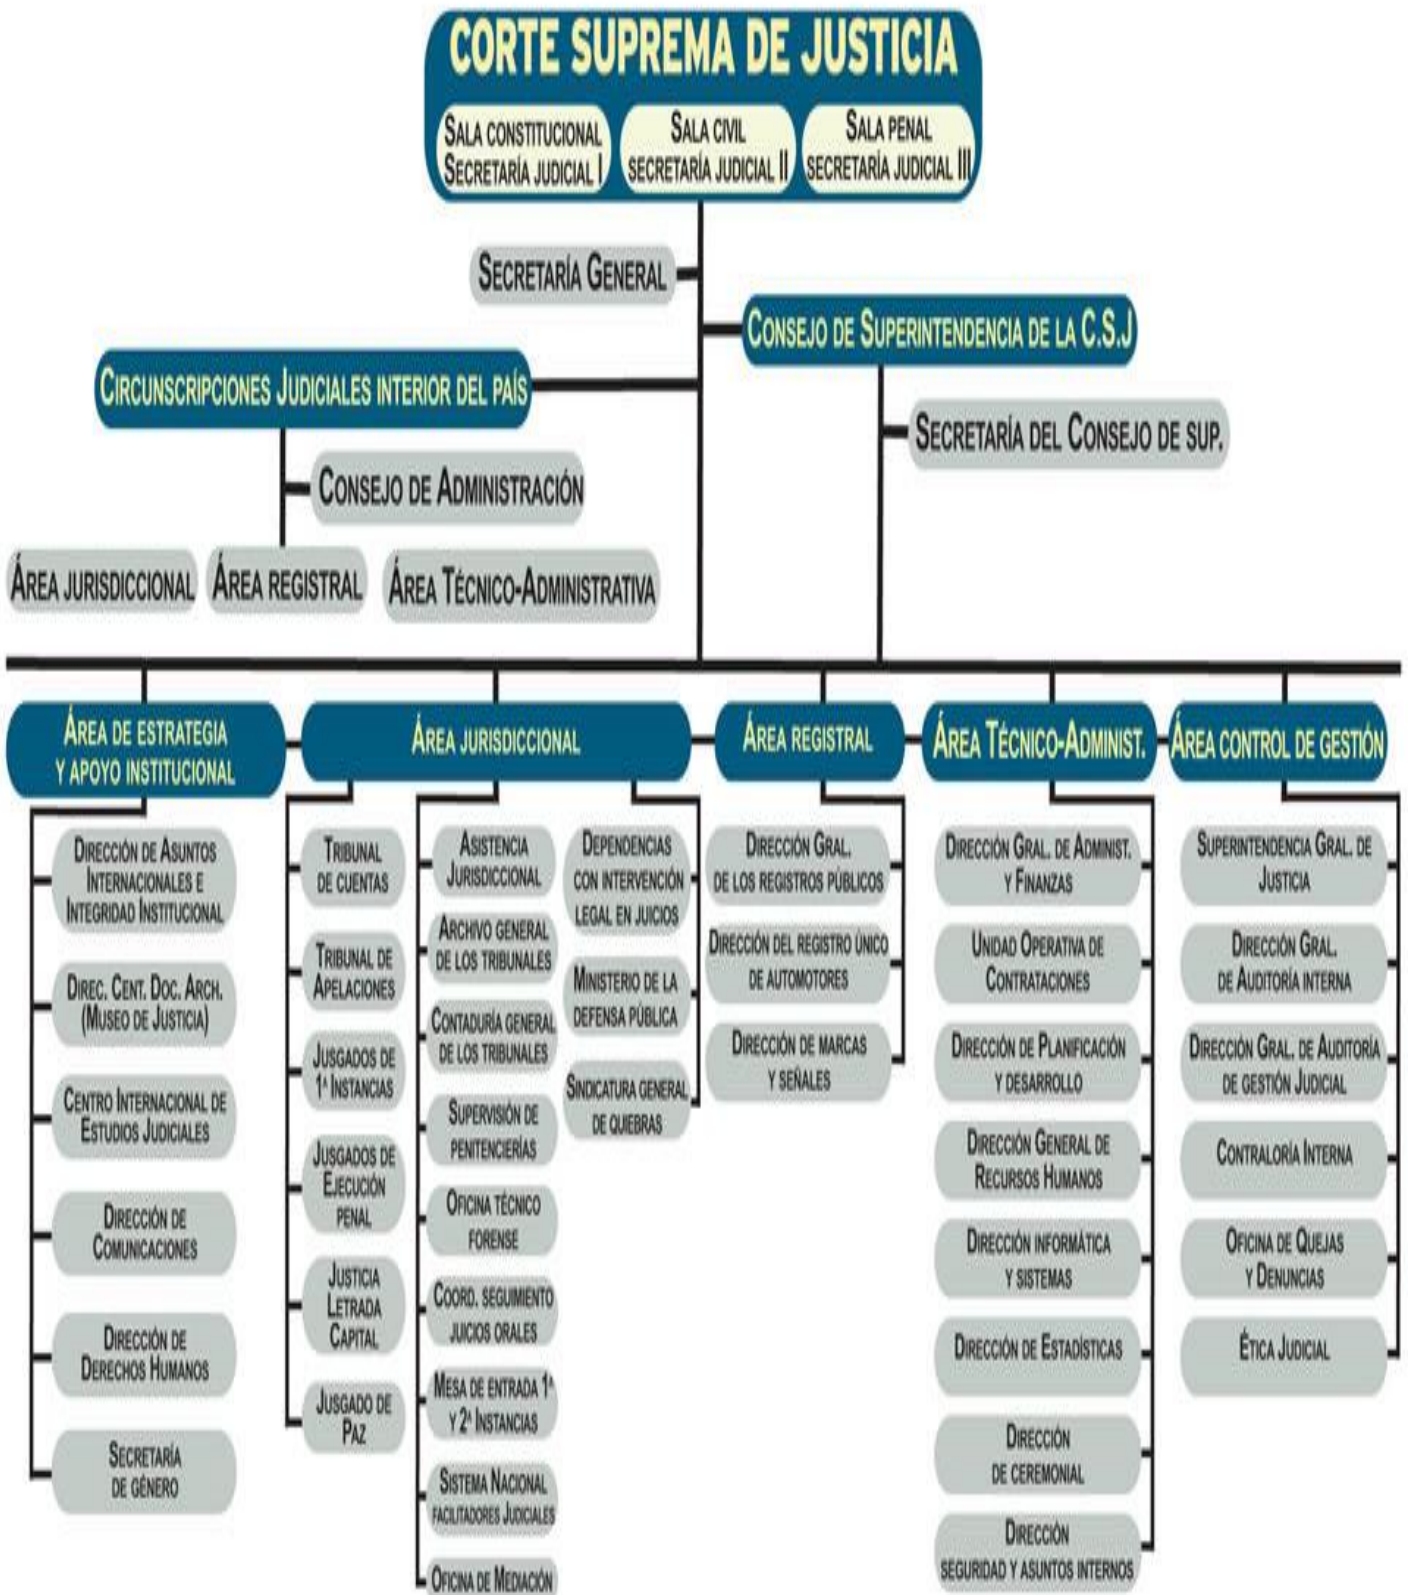 CORTE SUPREMA DE JUSTICIA
SALA CONSTITUCIONAL
SECRETARÍA JUDICIAL I
SALA CIVIL
SECRETARÍA JUDICIAL II
SALA PENAL
SECRETARÍA JUDICIAL III
SECRETARÍA GENERAL
CONSEJO DE SUPERINTENDENCIA DE LA C.S.J
CIRCUNSCRIPCIONES JUDICIALES INTERIOR DEL PAÍS
SECRETARÍA DEL CONSEJO DE SUP.
CONSEJO DE ADMINISTRACIÓN
ÁREA JURISDICCIONAL
ÁREA REGISTRAL
ÁREA TÉCNICO-ADMINISTRATIVA
ÁREA DE ESTRATEGIA
Y APOYO INSTITUCIONAL
ÁREA JURISDICCIONAL
ÁREA REGISTRAL
ÁREA TÉCNICO-ADMINIST.
ÁREA CONTROL DE GESTIÓN
DIRECCIÓN DE ASUNTOS
INTERNACIONALES E
INTEGRIDAD INSTITUCIONAL
DIREC. CENT. DOC. ARCH.
(MUSEO DE JUSTICIA)
CENTRO INTERNACIONAL DE
ESTUDIOS JUDICIALES
DIRECCIÓN DE
COMUNICACIONES
DIRECCIÓN DE
DERECHOS HUMANOS
SECRETARÍA
DE GÉNERO
TRIBUNAL
DE CUENTAS
TRIBUNAL DE
APELACIONES
JUSGADOS DE
1ª INSTANCIAS
JUSGADOS DE
EJECUCIÓN
PENAL
JUSTICIA
LETRADA
CAPITAL
JUSGADO DE
PAZ
ASISTENCIA
JURISDICCIONAL
ARCHIVO GENERAL
DE LOS TRIBUNALES
CONTADURÍA GENERAL
DE LOS TRIBUNALES
SUPERVISIÓN DE
PENITENCIERÍAS
OFICINA TÉCNICO
FORENSE
COORD. SEGUIMIENTO
JUICIOS ORALES
MESA DE ENTRADA 1ª
Y 2ª INSTANCIAS
SISTEMA NACIONAL
FACILITADORES JUDICIALES
OFICINA DE MEDIACIÓN
DEPENDENCIAS
CON INTERVENCIÓN
LEGAL EN JUICIOS
MINISTERIO DE LA
DEFENSA PÚBLICA
SINDICATURA GENERAL
DE QUIEBRAS
DIRECCIÓN GRAL.
DE LOS REGISTROS PÚBLICOS
DIRECCIÓN DEL REGISTRO ÚNICO
DE AUTOMOTORES
DIRECCIÓN DE MARCAS
Y SEÑALES
DIRECCIÓN GRAL. DE ADMINIST.
Y FINANZAS
UNIDAD OPERATIVA DE
CONTRATACIONES
DIRECCIÓN DE PLANIFICACIÓN
Y DESARROLLO
DIRECCIÓN GENERAL DE
RECURSOS HUMANOS
DIRECCIÓN INFORMÁTICA
Y SISTEMAS
DIRECCIÓN DE ESTADÍSTICAS
DIRECCIÓN
DE CEREMONIAL
DIRECCIÓN
SEGURIDAD Y ASUNTOS INTERNOS
SUPERINTENDENCIA GRAL. DE
JUSTICIA
DIRECCIÓN GRAL.
DE AUDITORÍA INTERNA
DIRECCIÓN GRAL. DE AUDITORÍA
DE GESTIÓN JUDICIAL
CONTRALORÍA INTERNA
OFICINA DE QUEJAS
Y DENUNCIAS
ÉTICA JUDICIAL